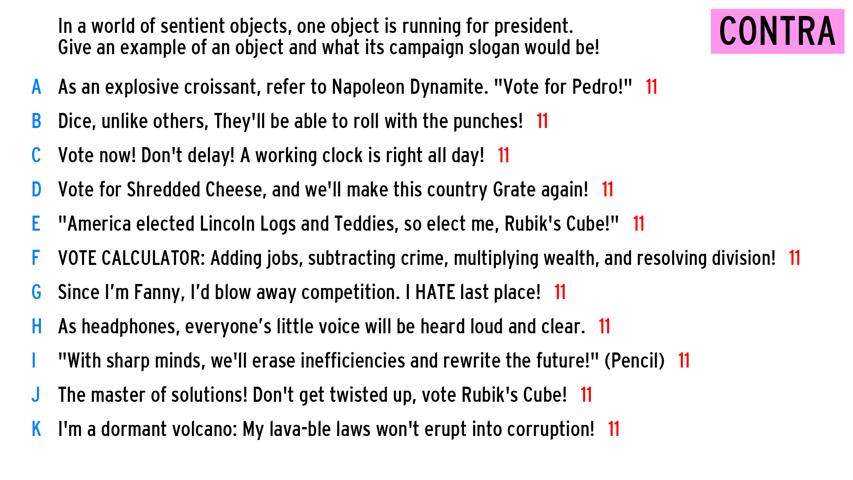 In a world of sentient objects, one object is running for president.
Give an example of an object and what its campaign slogan would be!
CONTRA
A As an explosive croissant, refer to Napoleon Dynamite. "Vote for Pedro!" 11
B Dice, unlike others, They'll be able to roll with the punches! 11
C Vote now! Don't delay! A working clock is right all day! 11
D Vote for Shredded Cheese, and we'll make this country Grate again! 11
E "America elected Lincoln Logs and Teddies, so elect me, Rubik's Cube!" 11
F VOTE CALCULATOR: Adding jobs, subtracting crime, multiplying wealth, and resolving division! 11
G Since I’m Fanny, I’d blow away competition. I HATE last place! 11
H As headphones, everyone’s little voice will be heard loud and clear. 11
I "With sharp minds, we'll erase inefficiencies and rewrite the future!" (Pencil) 11
J The master of solutions! Don't get twisted up, vote Rubik's Cube! 11
K I'm a dormant volcano: My lava-ble laws won't erupt into corruption! 11